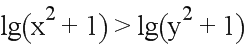 lg(x² + 1) > lg(y² + 1)